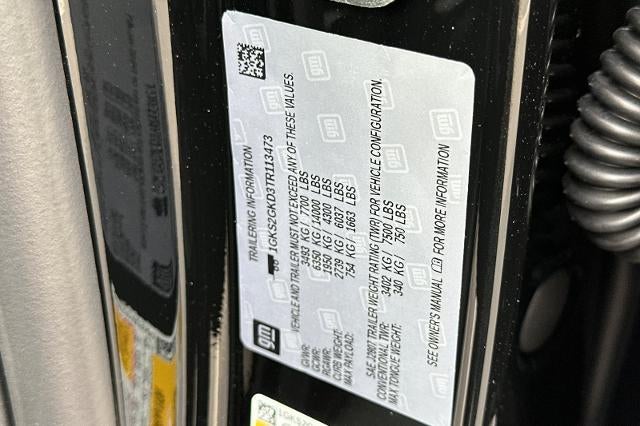 gm
TRAILERING INFORMATION
1GKS2GKD3TR113473
VEHICLE AND TRAILER MUST NOT EXCEED ANY OF THESE VALUES.
GVWR: 3493 KG / 7700 LBS
GCWR: 6350 KG / 14000 LBS
RGAWR: 1950 KG / 4300 LBS
CURB WEIGHT: 2739 KG / 6037 LBS
MAX PAYLOAD: 754 KG / 1663 LBS
SAE J2807 TRAILER WEIGHT RATING (TWR) FOR VEHICLE CONFIGURATION.
CONVENTIONAL TWR: 3402 KG / 7500 LBS
MAX TONGUE WEIGHT: 340 KG / 750 LBS
SEE OWNER'S MANUAL FOR MORE INFORMATION